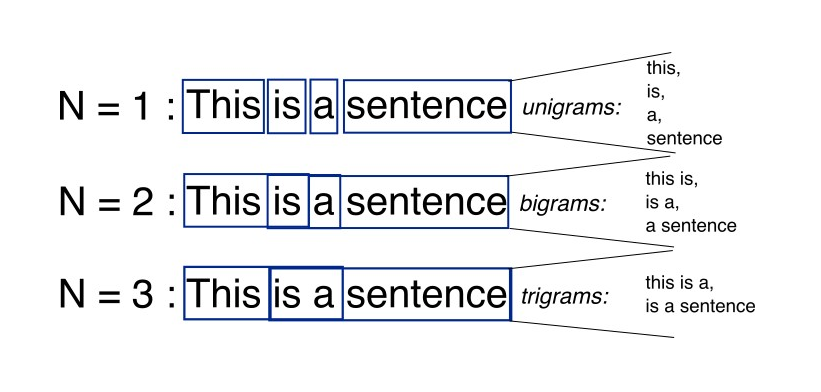 N = 1 : This is a sentence
unigrams:
this,
is,
a,
sentence
N = 2 : This is a sentence
bigrams:
this is,
is a,
a sentence
N = 3 : This is a sentence
trigrams:
this is a,
is a sentence